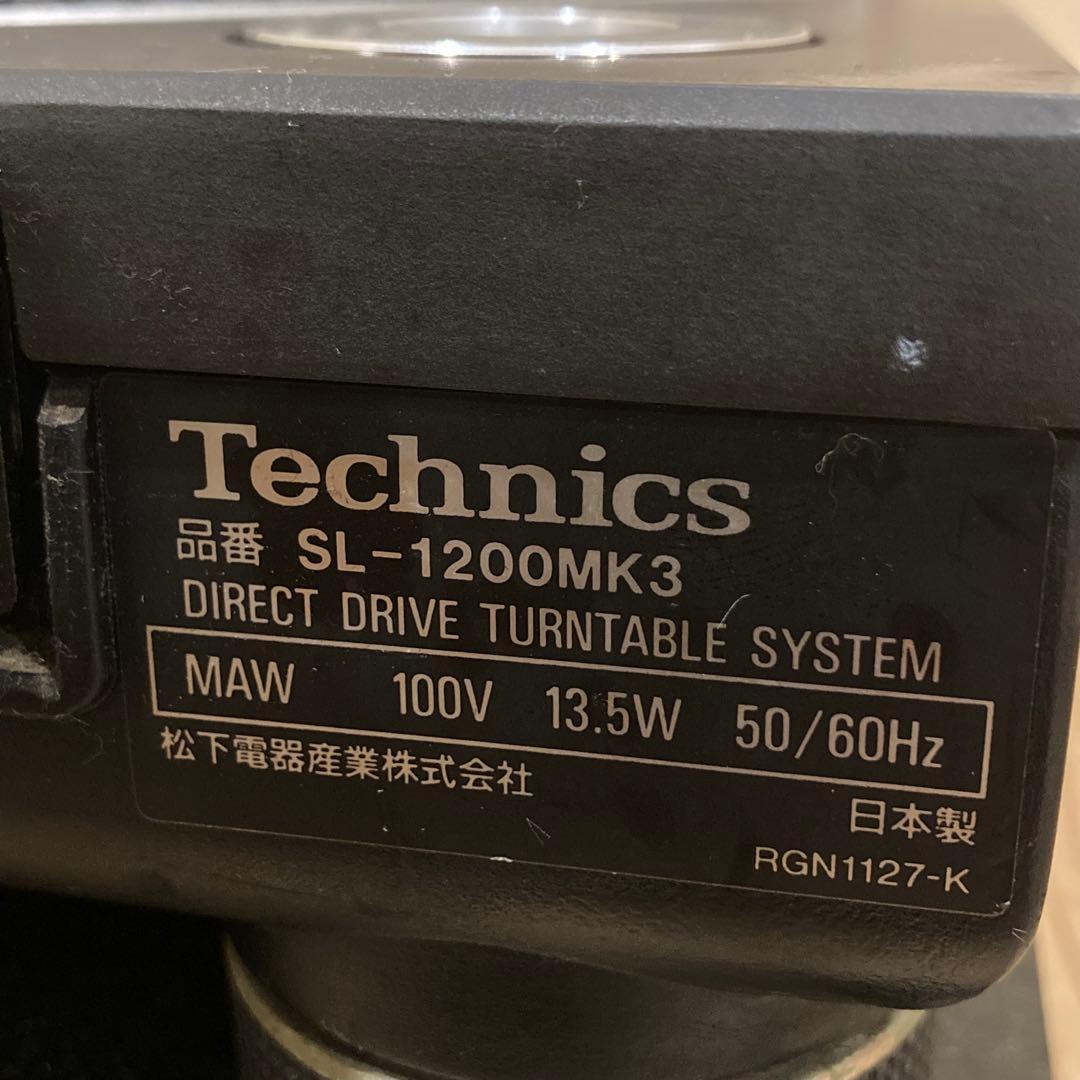 Technics
品番 SL-1200MK3
DIRECT DRIVE TURNTABLE SYSTEM
MAW 100V 13.5W 50/60Hz
松下電器産業株式会社
日本製
RGN1127-K